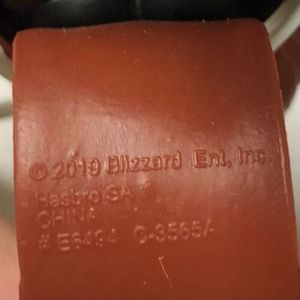 © 2019 Blizzard Ent, Inc.
Hasbro SA
CHINA
# E6494 C-3565A